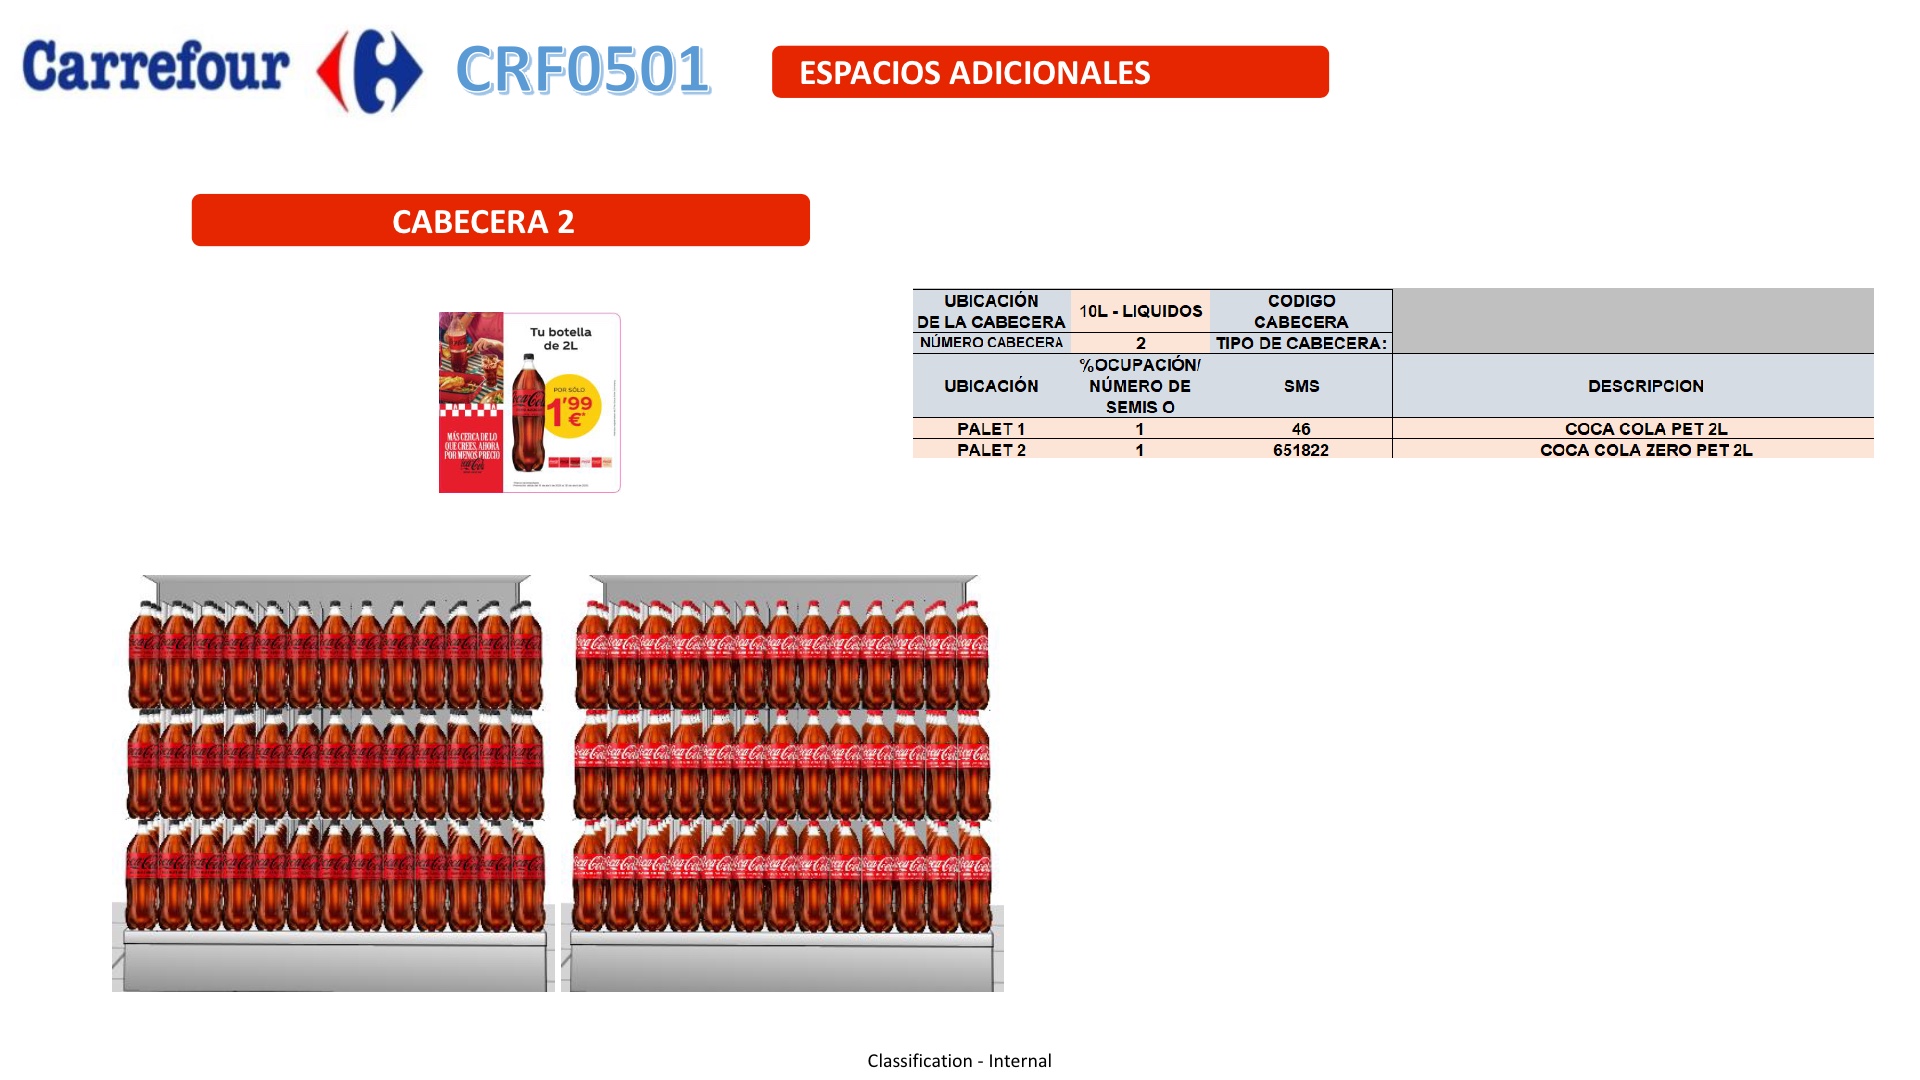 Carrefour
CRF0501
ESPACIOS ADICIONALES
CABECERA 2
Tu botella
de 2L
POR SÓLO
1'99
€*
MÁS CERCA DE LO
QUE CREES, AHORA
POR MENOS PRECIO
Coca-Cola
UBICACIÓN
DE LA CABECERA
10L - LIQUIDOS
CODIGO
CABECERA
NÚMERO CABECERA
2
TIPO DE CABECERA:
UBICACIÓN
%OCUPACIÓN/
NÚMERO DE
SEMIS O
SMS
DESCRIPCION
PALET 1
1
46
COCA COLA PET 2L
PALET 2
1
651822
COCA COLA ZERO PET 2L
Classification - Internal